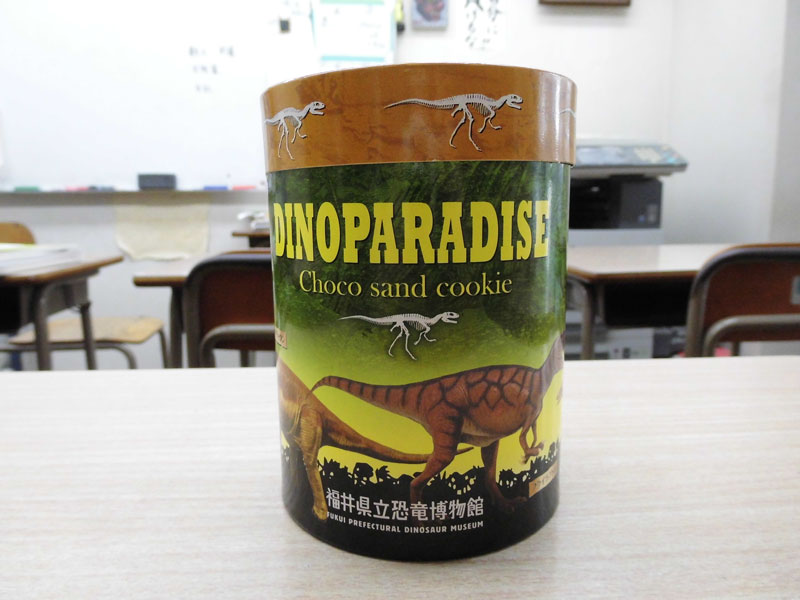 DINOPARADISE
Choco sand cookie
福井県立恐竜博物館
FUKUI PREFECTURAL DINOSAUR MUSEUM